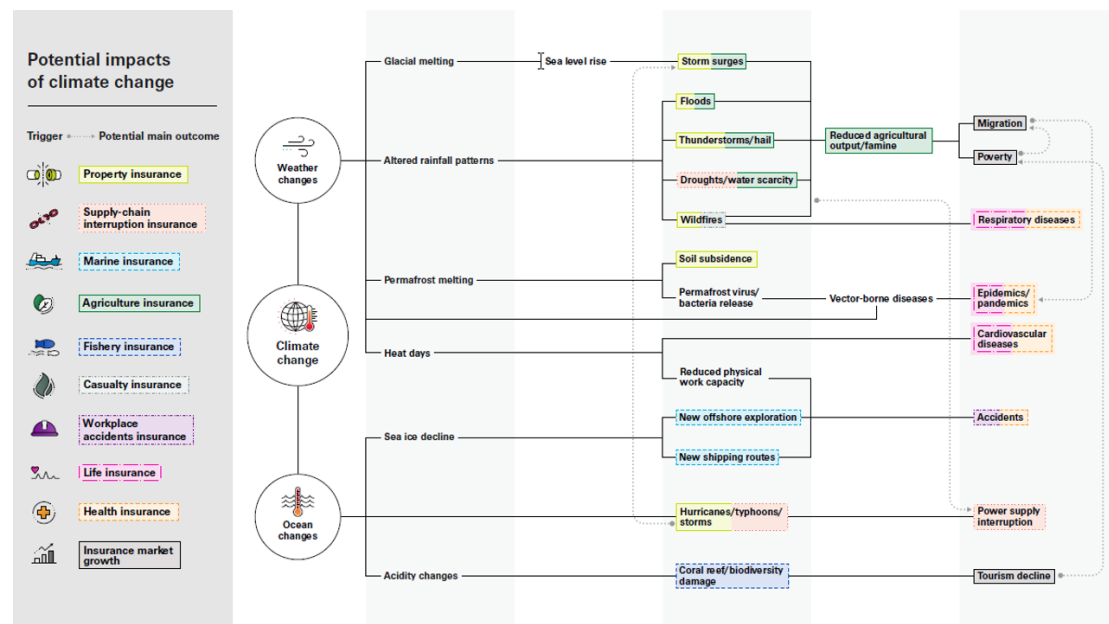 Potential impacts
of climate change
Trigger
Potential main outcome
Property insurance
Supply-chain
interruption insurance
Marine insurance
Agriculture insurance
Fishery insurance
Casualty insurance
Workplace
accidents insurance
Life insurance
Health insurance
Insurance market
growth
Weather
changes
Climate
change
Ocean
changes
Glacial melting
Sea level rise
Storm surges
Altered rainfall patterns
Floods
Thunderstorms/hail
Droughts/water scarcity
Wildfires
Reduced agricultural
output/famine
Migration
Poverty
Respiratory diseases
Permafrost melting
Soil subsidence
Permafrost virus/
bacteria release
Vector-borne diseases
Epidemics/
pandemics
Heat days
Cardiovascular
diseases
Reduced physical
work capacity
Sea ice decline
New offshore exploration
Accidents
New shipping routes
Hurricanes/typhoons/
storms
Power supply
interruption
Acidity changes
Coral reef/biodiversity
damage
Tourism decline